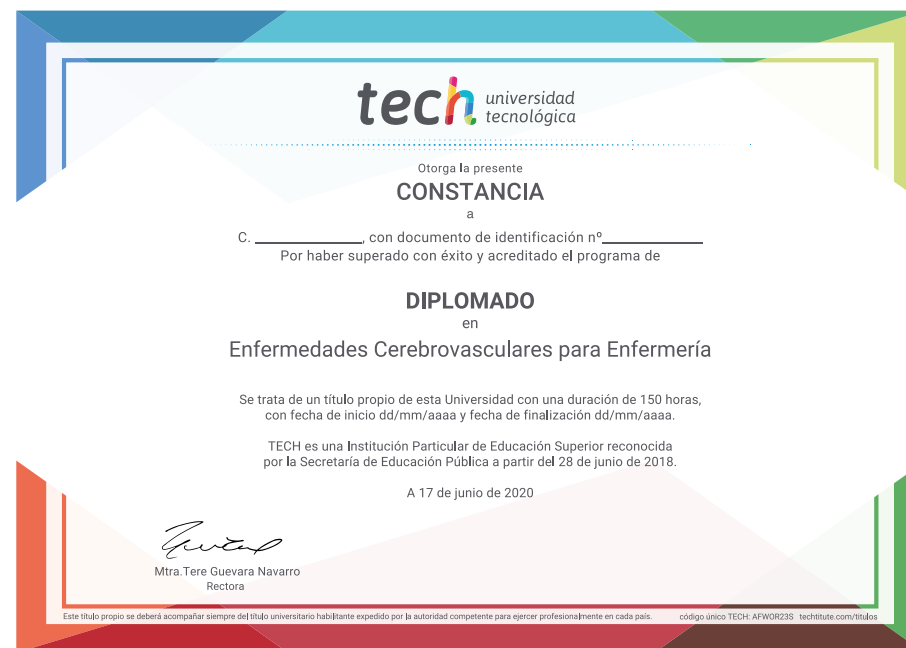 tech universidad
tecnológica
Otorga la presente
CONSTANCIA
a
C. ____________, con documento de identificación nº____________
Por haber superado con éxito y acreditado el programa de
DIPLOMADO
en
Enfermedades Cerebrovasculares para Enfermería
Se trata de un título propio de esta Universidad con una duración de 150 horas,
con fecha de inicio dd/mm/aaaa y fecha de finalización dd/mm/aaaa.
TECH es una Institución Particular de Educación Superior reconocida
por la Secretaría de Educación Pública a partir del 28 de junio de 2018.
A 17 de junio de 2020
Mtra.Tere Guevara Navarro
Rectora
Este título propio se deberá acompañar siempre del título universitario habilitante expedido por la autoridad competente para ejercer profesionalmente en cada país. código único TECH: AFWOR23S techtitute.com/titulos